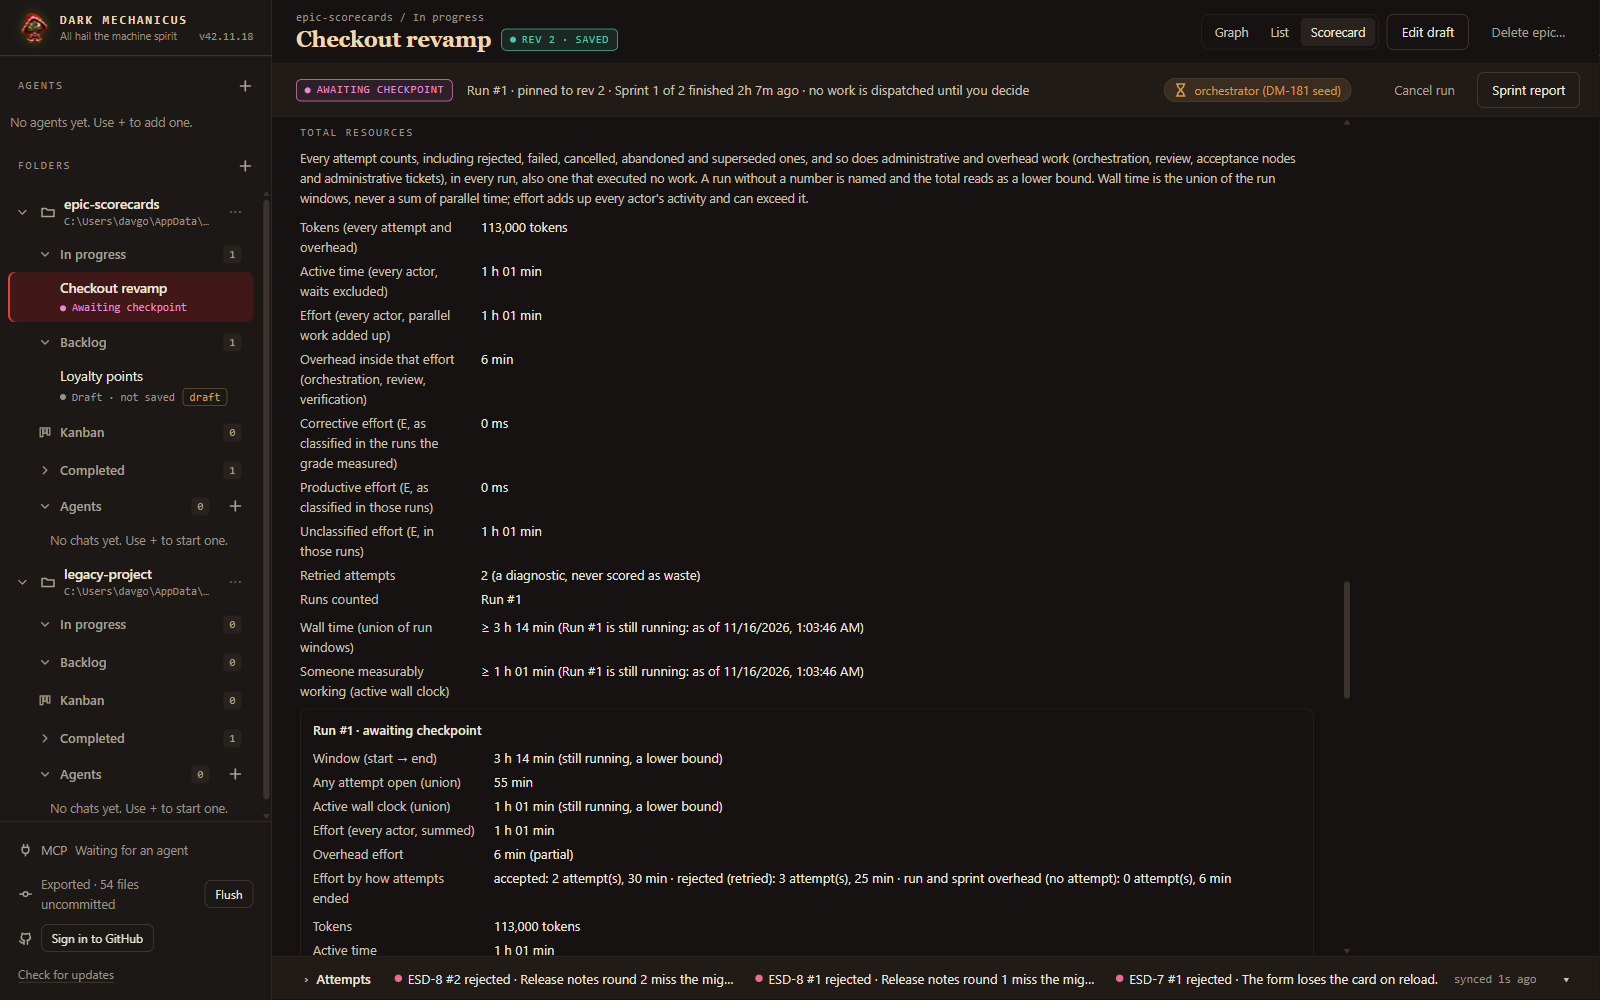 DARK MECHANICUS
All hail the machine spirit v42.11.18
AGENTS
No agents yet. Use + to add one.
FOLDERS
epic-scorecards
C:\Users\davgo\AppData\…
In progress 1
Checkout revamp
Awaiting checkpoint
Backlog 1
Loyalty points
Draft · not saved draft
Kanban 0
Completed 1
Agents 0
No chats yet. Use + to start one.
legacy-project
C:\Users\davgo\AppData\…
In progress 0
Backlog 0
Kanban 0
Completed 1
Agents 0
No chats yet. Use + to start one.
MCP Waiting for an agent
Exported · 54 files
uncommitted
Flush
Sign in to GitHub
Check for updates
epic-scorecards / In progress
Checkout revamp REV 2 · SAVED
Graph List Scorecard Edit draft Delete epic...
AWAITING CHECKPOINT Run #1 · pinned to rev 2 · Sprint 1 of 2 finished 2h 7m ago · no work is dispatched until you decide
orchestrator (DM-181 seed) Cancel run Sprint report
TOTAL RESOURCES
Every attempt counts, including rejected, failed, cancelled, abandoned and superseded ones, and so does administrative and overhead work (orchestration, review, acceptance nodes
and administrative tickets), in every run, also one that executed no work. A run without a number is named and the total reads as a lower bound. Wall time is the union of the run
windows, never a sum of parallel time; effort adds up every actor's activity and can exceed it.
Tokens (every attempt and 113,000 tokens
overhead)
Active time (every actor, 1 h 01 min
waits excluded)
Effort (every actor, parallel 1 h 01 min
work added up)
Overhead inside that effort 6 min
(orchestration, review,
verification)
Corrective effort (E, as 0 ms
classified in the runs the
grade measured)
Productive effort (E, as 0 ms
classified in those runs)
Unclassified effort (E, in 1 h 01 min
those runs)
Retried attempts 2 (a diagnostic, never scored as waste)
Runs counted Run #1
Wall time (union of run ≥ 3 h 14 min (Run #1 is still running: as of 11/16/2026, 1:03:46 AM)
windows)
Someone measurably ≥ 1 h 01 min (Run #1 is still running: as of 11/16/2026, 1:03:46 AM)
working (active wall clock)
Run #1 · awaiting checkpoint
Window (start → end) 3 h 14 min (still running, a lower bound)
Any attempt open (union) 55 min
Active wall clock (union) 1 h 01 min (still running, a lower bound)
Effort (every actor, summed) 1 h 01 min
Overhead effort 6 min (partial)
Effort by how attempts accepted: 2 attempt(s), 30 min · rejected (retried): 3 attempt(s), 25 min · run and sprint overhead (no attempt): 0 attempt(s), 6 min
ended
Tokens 113,000 tokens
Active time 1 h 01 min
Attempts ESD-8 #2 rejected · Release notes round 2 miss the mig... ESD-8 #1 rejected · Release notes round 1 miss the mig... ESD-7 #1 rejected · The form loses the card on reload. synced 1s ago